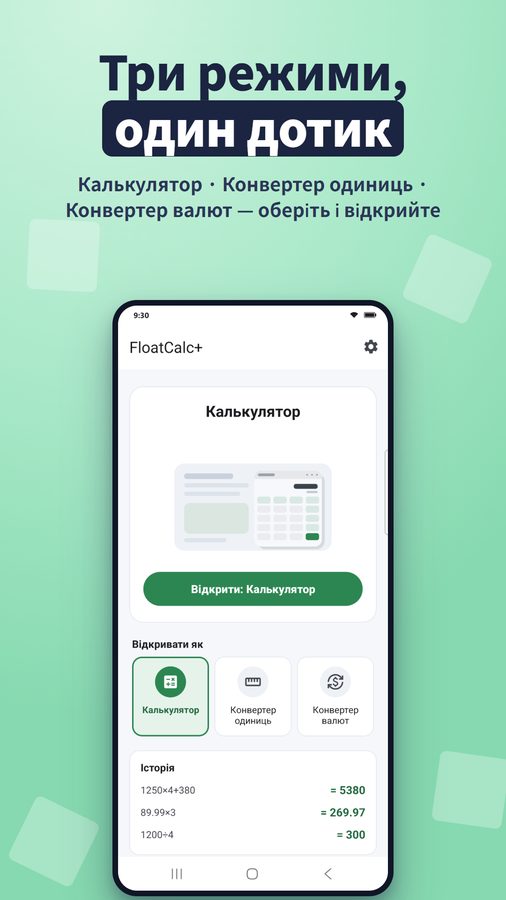 Три режими,
один дотик
Калькулятор · Конвертер одиниць ·
Конвертер валют — оберіть і відкрийте
9:30
FloatCalc+
Калькулятор
Відкрити: Калькулятор
Відкривати як
Калькулятор
Конвертер
одиниць
Конвертер
валют
Історія
1250×4+380
= 5380
89.99×3
= 269.97
1200÷4
= 300